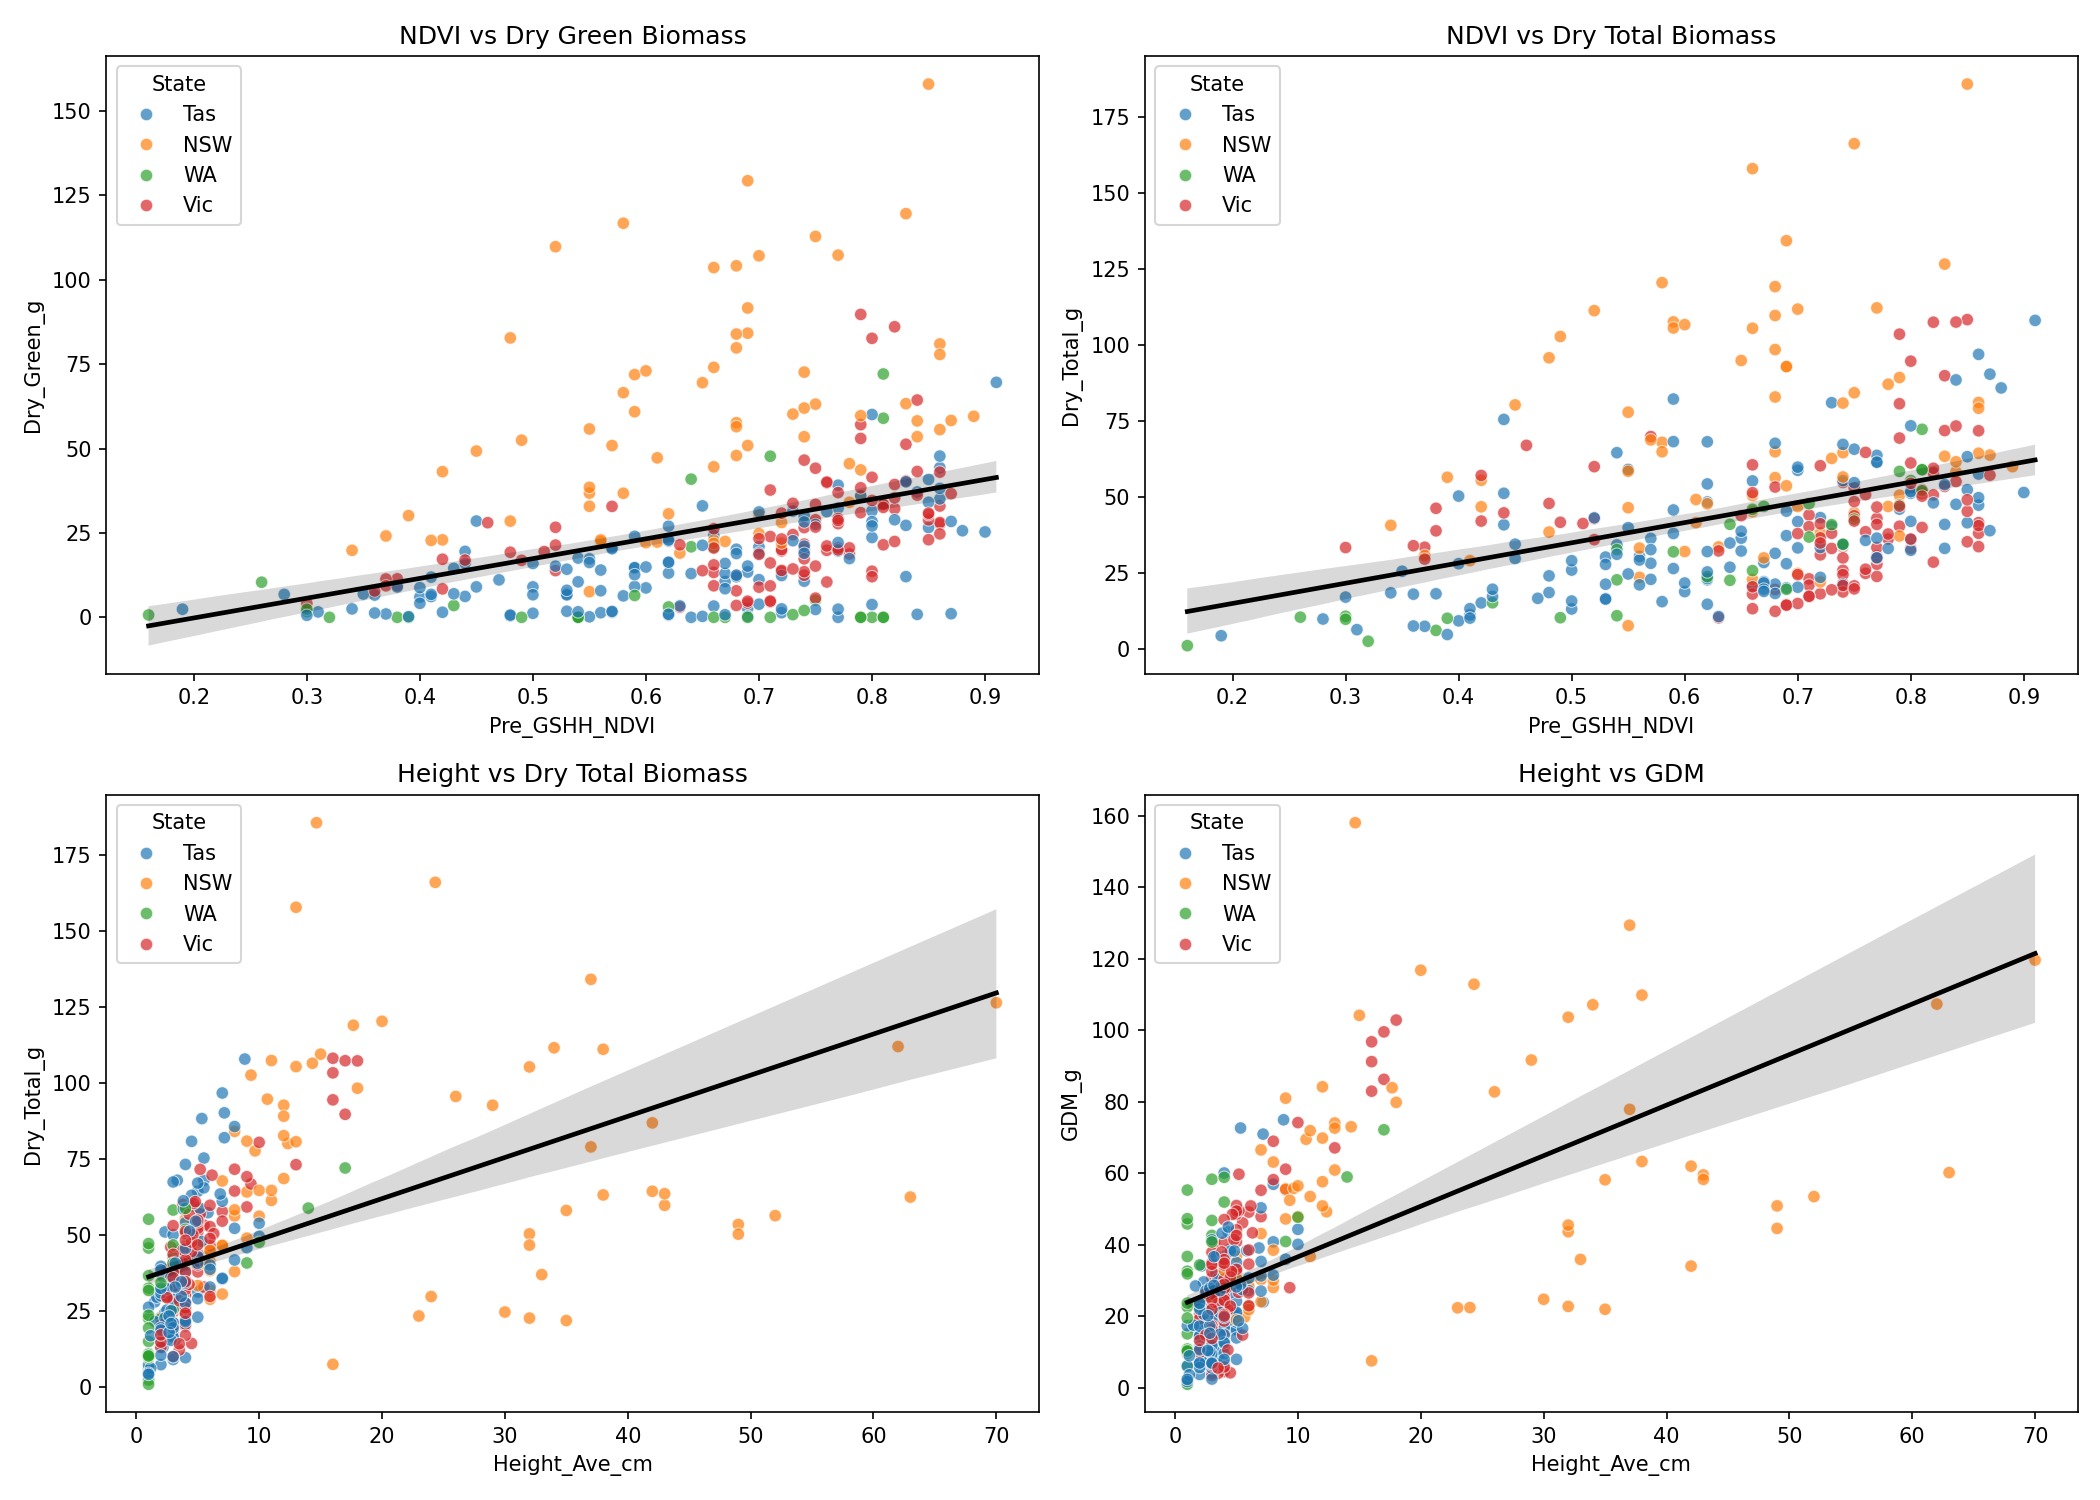 NDVI vs Dry Green Biomass
State
Tas
NSW
WA
Vic
150
125
100
75
50
25
0
Dry_Green_g
0.2 0.3 0.4 0.5 0.6 0.7 0.8 0.9
Pre_GSHH_NDVI
NDVI vs Dry Total Biomass
State
Tas
NSW
WA
Vic
175
150
125
100
75
50
25
0
Dry_Total_g
0.2 0.3 0.4 0.5 0.6 0.7 0.8 0.9
Pre_GSHH_NDVI
Height vs Dry Total Biomass
State
Tas
NSW
WA
Vic
175
150
125
100
75
50
25
0
Dry_Total_g
0 10 20 30 40 50 60 70
Height_Ave_cm
Height vs GDM
State
Tas
NSW
WA
Vic
160
140
120
100
80
60
40
20
0
GDM_g
0 10 20 30 40 50 60 70
Height_Ave_cm